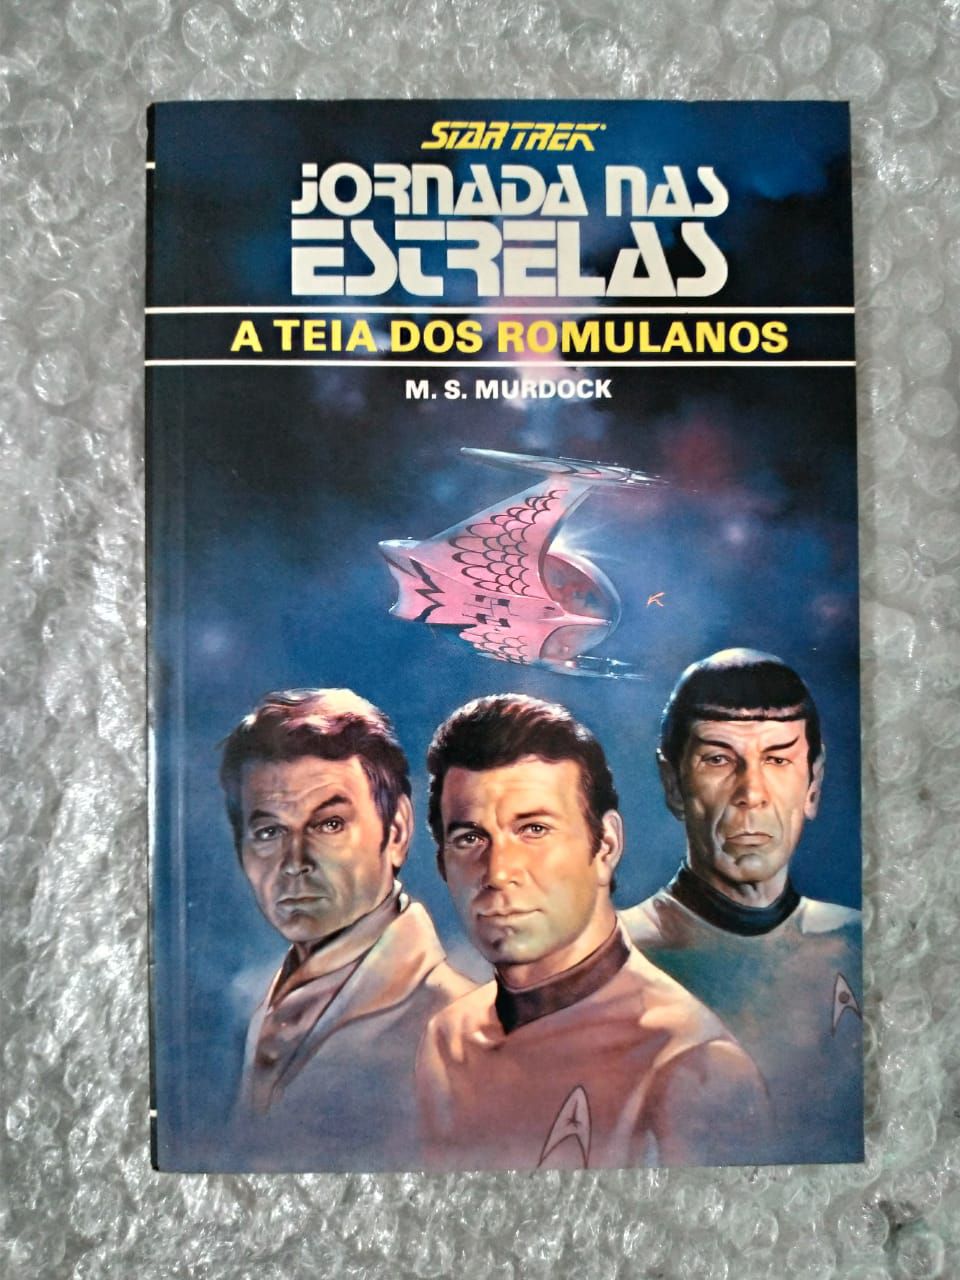 STAR TREK®
JORNADA NAS
ESTRELAS
A TEIA DOS ROMULANOS
M. S. MURDOCK